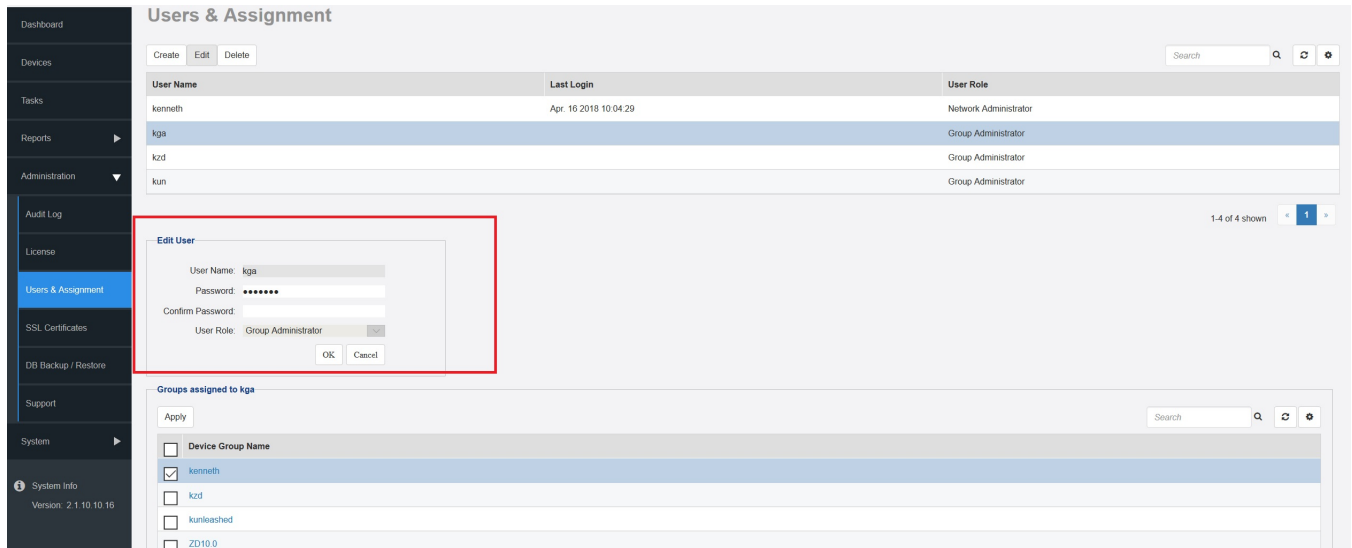 Users & Assignment
Dashboard
Devices
Tasks
Reports
Administration
Audit Log
License
Users & Assignment
SSL Certificates
DB Backup / Restore
Support
System
System Info
Version: 2.1.10.10.16
Create Edit Delete
Search
User Name Last Login User Role
kenneth Apr. 16 2018 10:04:29 Network Administrator
kga Group Administrator
kzd Group Administrator
kun Group Administrator
1-4 of 4 shown « 1 »
Edit User
User Name: kga
Password: •••••••
Confirm Password:
User Role: Group Administrator
OK Cancel
Groups assigned to kga
Apply
Search
Device Group Name
kenneth
kzd
kunleashed
ZD10.0